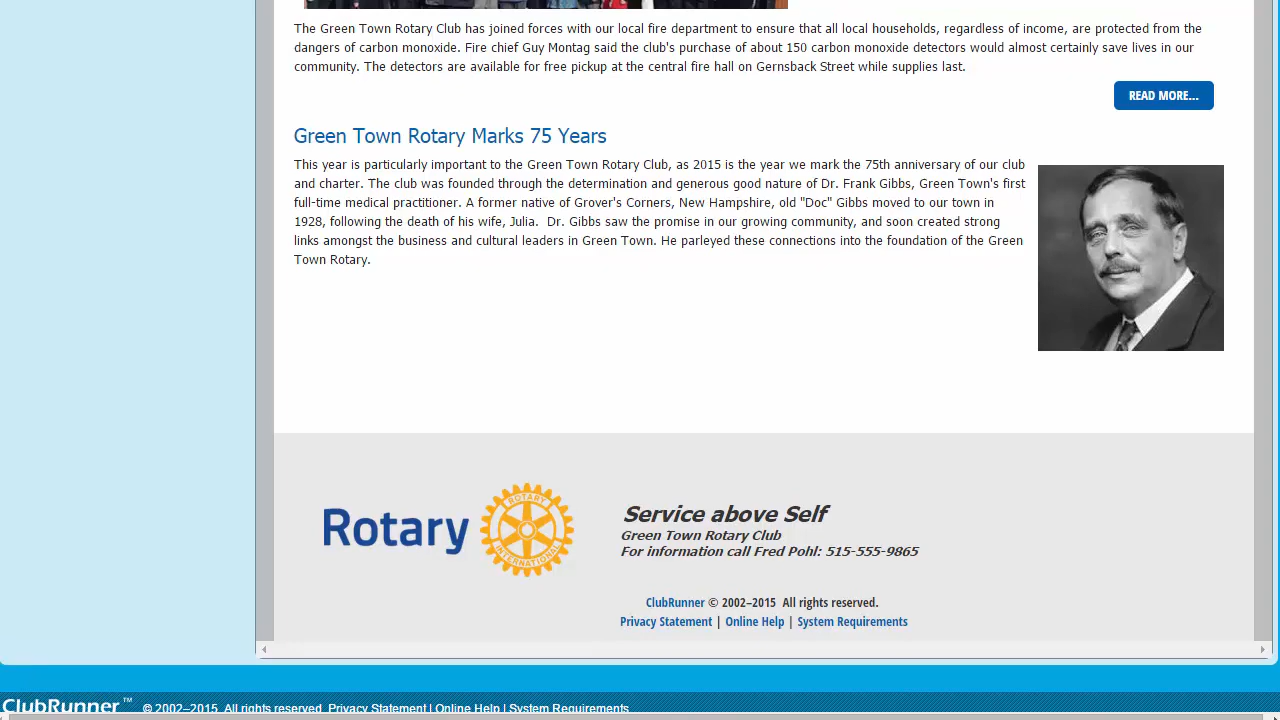 The Green Town Rotary Club has joined forces with our local fire department to ensure that all local households, regardless of income, are protected from the
dangers of carbon monoxide. Fire chief Guy Montag said the club's purchase of about 150 carbon monoxide detectors would almost certainly save lives in our
community. The detectors are available for free pickup at the central fire hall on Gernsback Street while supplies last.
READ MORE...
Green Town Rotary Marks 75 Years
This year is particularly important to the Green Town Rotary Club, as 2015 is the year we mark the 75th anniversary of our club
and charter. The club was founded through the determination and generous good nature of Dr. Frank Gibbs, Green Town's first
full-time medical practitioner. A former native of Grover's Corners, New Hampshire, old "Doc" Gibbs moved to our town in
1928, following the death of his wife, Julia.  Dr. Gibbs saw the promise in our growing community, and soon created strong
links amongst the business and cultural leaders in Green Town. He parleyed these connections into the foundation of the Green
Town Rotary.
Rotary
ROTARY
INTERNATIONAL
Service above Self
Green Town Rotary Club
For information call Fred Pohl: 515-555-9865
ClubRunner © 2002–2015  All rights reserved.
Privacy Statement | Online Help | System Requirements
ClubRunner™ © 2002–2015  All rights reserved. Privacy Statement | Online Help | System Requirements